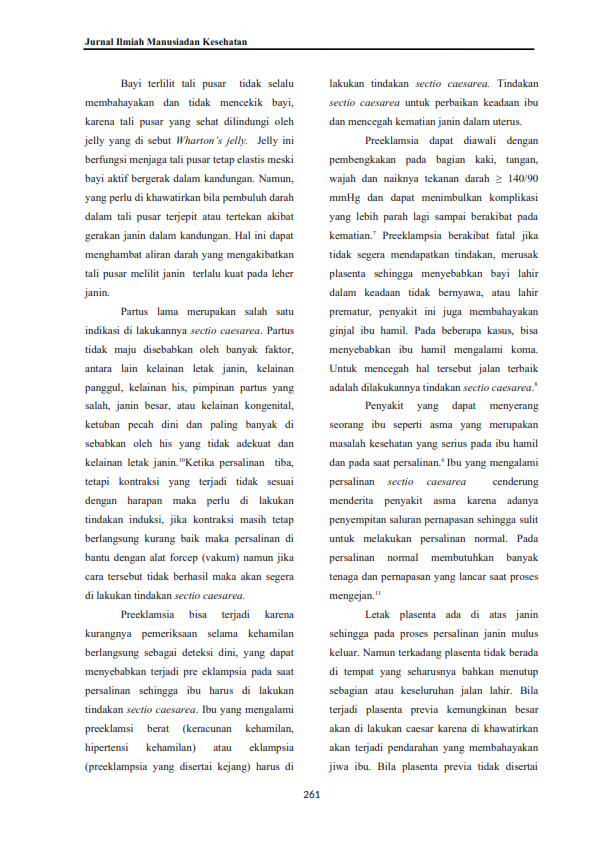 Jurnal Ilmiah Manusiadan Kesehatan
Bayi terlilit tali pusar tidak selalu
membahayakan dan tidak mencekik bayi,
karena tali pusar yang sehat dilindungi oleh
jelly yang di sebut Wharton's jelly. Jelly ini
berfungsi menjaga tali pusar tetap elastis meski
bayi aktif bergerak dalam kandungan. Namun,
yang perlu di khawatirkan bila pembuluh darah
dalam tali pusar terjepit atau tertekan akibat
gerakan janin dalam kandungan. Hal ini dapat
menghambat aliran darah yang mengakibatkan
tali pusar melilit janin terlalu kuat pada leher
janin.
Partus lama merupakan salah satu
indikasi di lakukannya sectio caesarea. Partus
tidak maju disebabkan oleh banyak faktor,
antara lain kelainan letak janin, kelainan
panggul, kelainan his, pimpinan partus yang
salah, janin besar, atau kelainan kongenital,
ketuban pecah dini dan paling banyak di
sebabkan oleh his yang tidak adekuat dan
kelainan letak janin.¹⁰Ketika persalinan tiba,
tetapi kontraksi yang terjadi tidak sesuai
dengan harapan maka perlu di lakukan
tindakan induksi, jika kontraksi masih tetap
berlangsung kurang baik maka persalinan di
bantu dengan alat forcep (vakum) namun jika
cara tersebut tidak berhasil maka akan segera
di lakukan tindakan sectio caesarea.
Preeklamsia bisa terjadi karena
kurangnya pemeriksaan selama kehamilan
berlangsung sebagai deteksi dini, yang dapat
menyebabkan terjadi pre eklampsia pada saat
persalinan sehingga ibu harus di lakukan
tindakan sectio caesarea. Ibu yang mengalami
preeklamsi berat (keracunan kehamilan,
hipertensi kehamilan) atau eklampsia
(preeklampsia yang disertai kejang) harus di
lakukan tindakan sectio caesarea. Tindakan
sectio caesarea untuk perbaikan keadaan ibu
dan mencegah kematian janin dalam uterus.
Preeklamsia dapat diawali dengan
pembengkakan pada bagian kaki, tangan,
wajah dan naiknya tekanan darah ≥ 140/90
mmHg dan dapat menimbulkan komplikasi
yang lebih parah lagi sampai berakibat pada
kematian.⁷ Preeklampsia berakibat fatal jika
tidak segera mendapatkan tindakan, merusak
plasenta sehingga menyebabkan bayi lahir
dalam keadaan tidak bernyawa, atau lahir
prematur, penyakit ini juga membahayakan
ginjal ibu hamil. Pada beberapa kasus, bisa
menyebabkan ibu hamil mengalami koma.
Untuk mencegah hal tersebut jalan terbaik
adalah dilakukannya tindakan sectio caesarea.⁸
Penyakit yang dapat menyerang
seorang ibu seperti asma yang merupakan
masalah kesehatan yang serius pada ibu hamil
dan pada saat persalinan.⁶ Ibu yang mengalami
persalinan sectio caesarea cenderung
menderita penyakit asma karena adanya
penyempitan saluran pernapasan sehingga sulit
untuk melakukan persalinan normal. Pada
persalinan normal membutuhkan banyak
tenaga dan pernapasan yang lancar saat proses
mengejan.¹¹
Letak plasenta ada di atas janin
sehingga pada proses persalinan janin mulus
keluar. Namun terkadang plasenta tidak berada
di tempat yang seharusnya bahkan menutup
sebagian atau keseluruhan jalan lahir. Bila
terjadi plasenta previa kemungkinan besar
akan di lakukan caesar karena di khawatirkan
akan terjadi pendarahan yang membahayakan
jiwa ibu. Bila plasenta previa tidak disertai
261